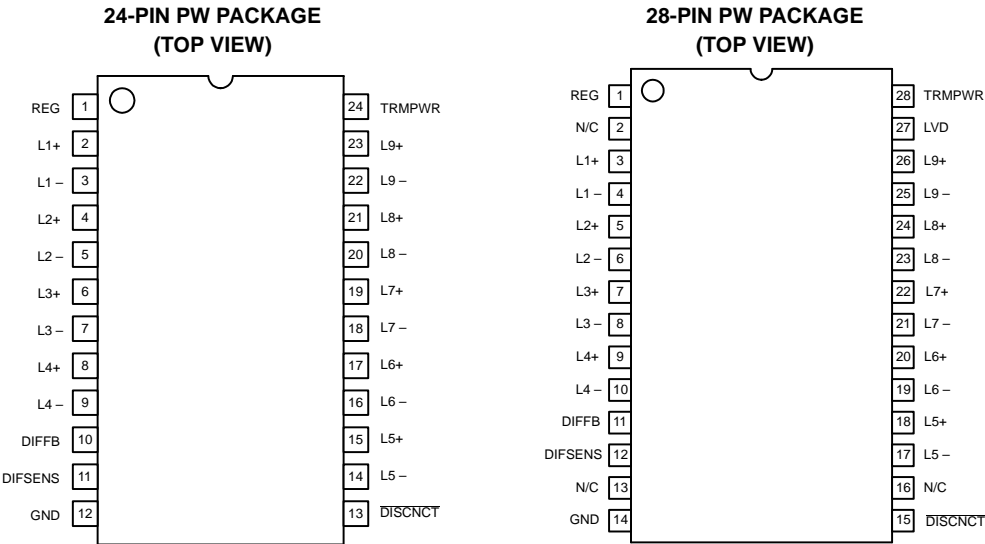 24-PIN PW PACKAGE
(TOP VIEW)
REG 1 24 TRMPWR
L1+ 2 23 L9+
L1 – 3 22 L9 –
L2+ 4 21 L8+
L2 – 5 20 L8 –
L3+ 6 19 L7+
L3 – 7 18 L7 –
L4+ 8 17 L6+
L4 – 9 16 L6 –
DIFFB 10 15 L5+
DIFSENS 11 14 L5 –
GND 12 13 DISCNCT
28-PIN PW PACKAGE
(TOP VIEW)
REG 1 28 TRMPWR
N/C 2 27 LVD
L1+ 3 26 L9+
L1 – 4 25 L9 –
L2+ 5 24 L8+
L2 – 6 23 L8 –
L3+ 7 22 L7+
L3 – 8 21 L7 –
L4+ 9 20 L6+
L4 – 10 19 L6 –
DIFFB 11 18 L5+
DIFSENS 12 17 L5 –
N/C 13 16 N/C
GND 14 15 DISCNCT